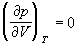 (∂p/∂V)_T = 0